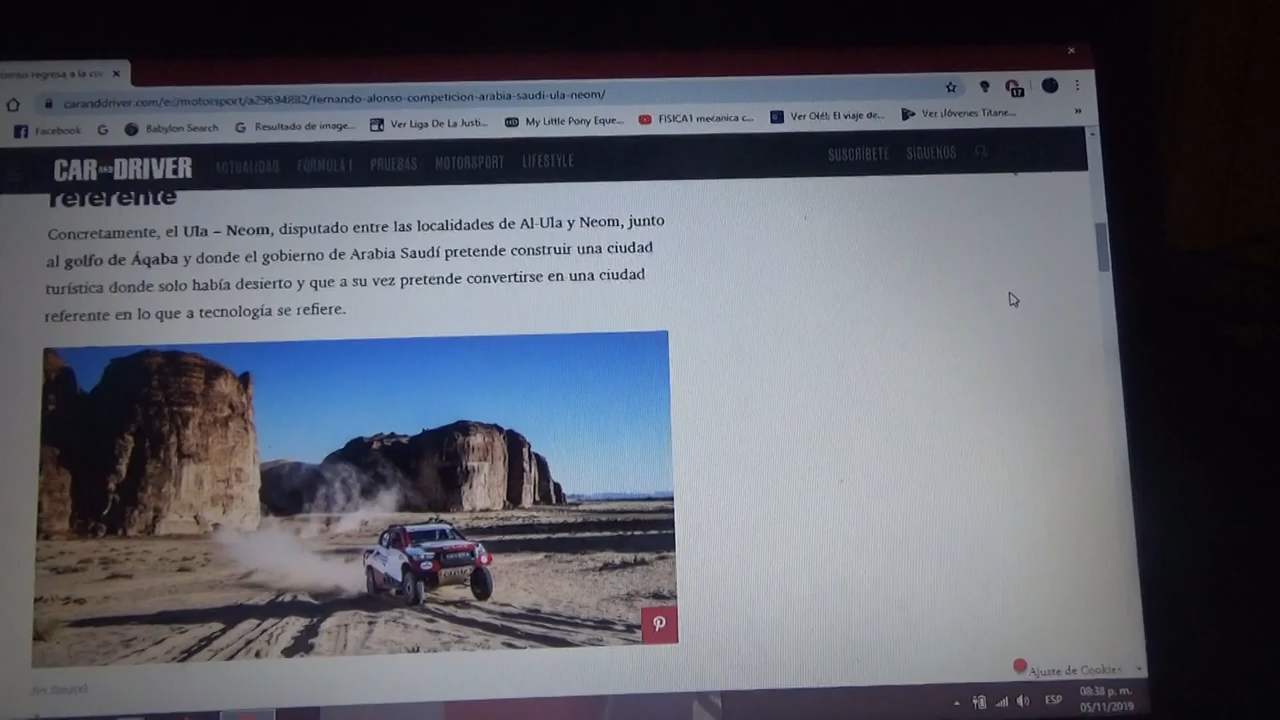 caranddriver.com/es/motorsport/a29694882/fernando-alonso-competicion-arabia-saudi-ula-neom/
Facebook
G
Babylon Search
Resultado de image...
Ver Liga De La Justi...
My Little Pony Eque...
FISICA1 mecanica c...
Ver Olé!: El viaje de...
Ver ¡Jóvenes Titane...
»
CAR AND DRIVER
ACTUALIDAD
FÓRMULA 1
PRUEBAS
MOTORSPORT
LIFESTYLE
SUSCRÍBETE
SÍGUENOS
referente
Concretamente, el Ula – Neom, disputado entre las localidades de Al-Ula y Neom, junto
al golfo de Áqaba y donde el gobierno de Arabia Saudí pretende construir una ciudad
turística donde solo había desierto y que a su vez pretende convertirse en una ciudad
referente en lo que a tecnología se refiere.
TOYOTA
Ajuste de Cookies
ESP
08:38 p. m.
05/11/2019